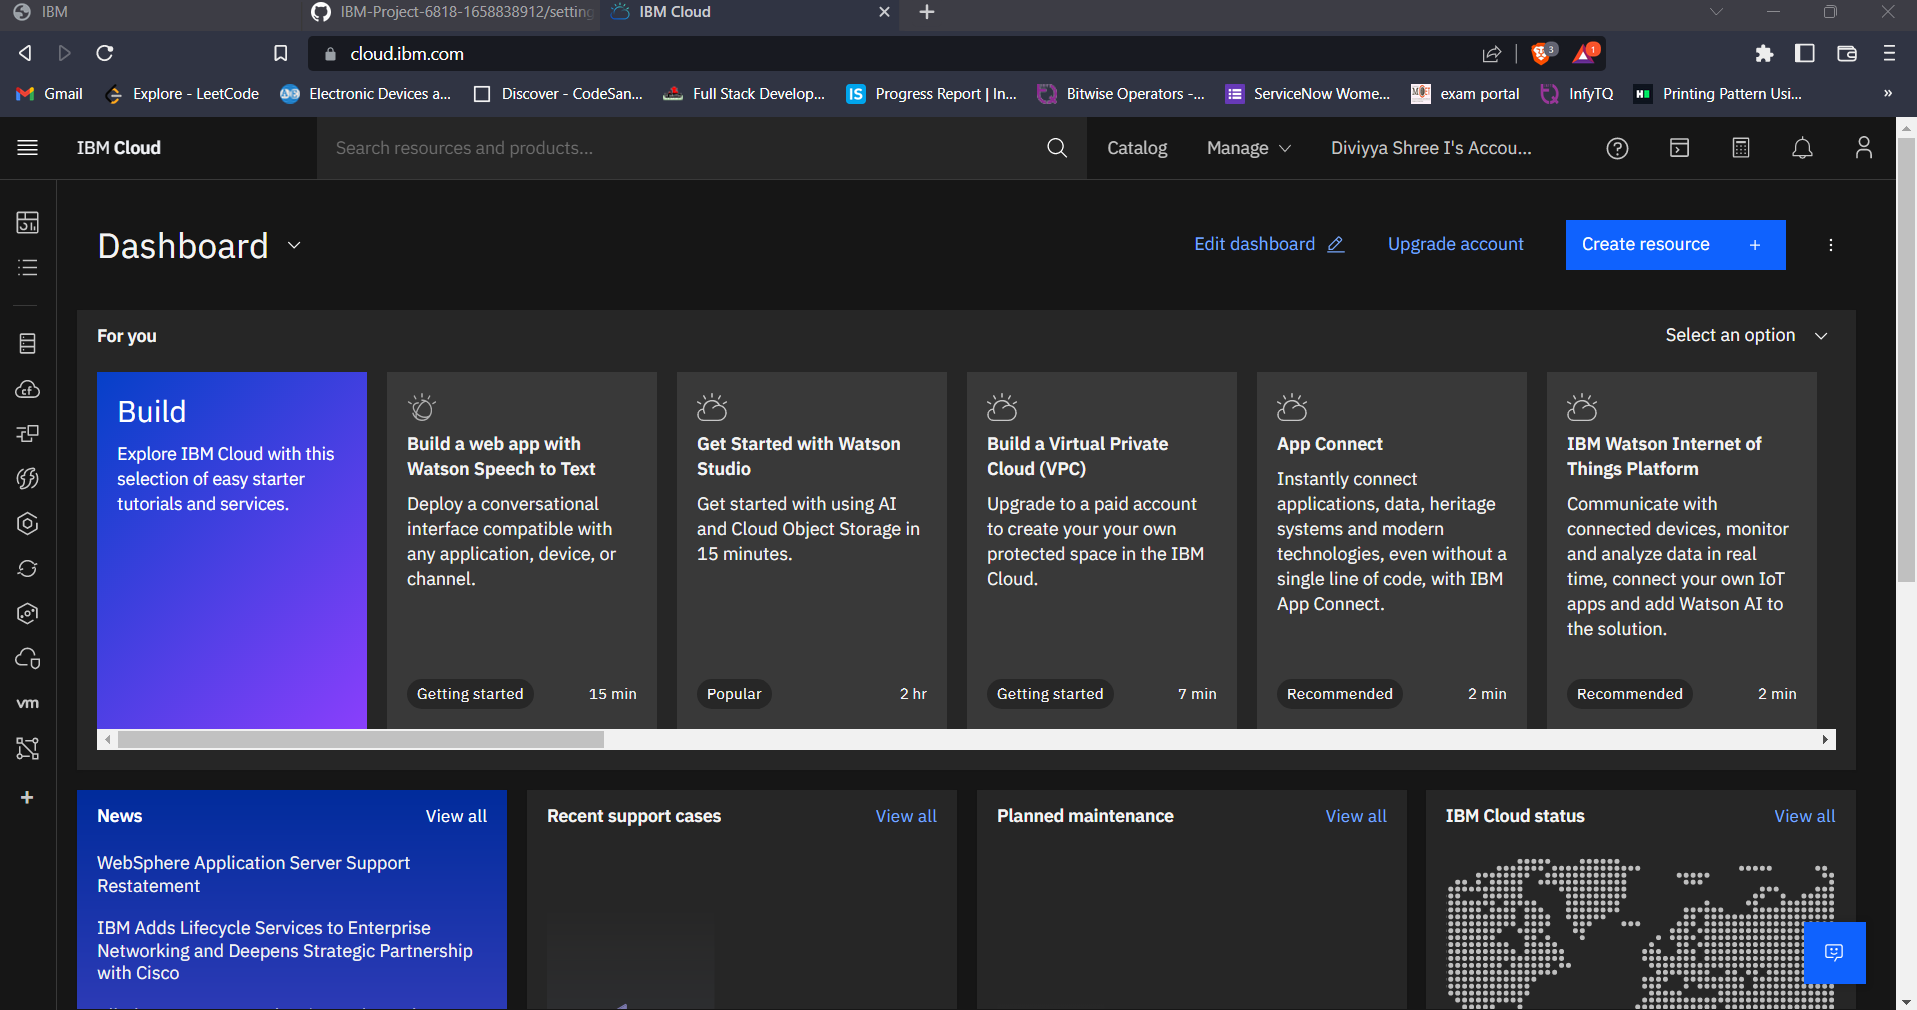 IBM
IBM-Project-6818-1658838912/setting
IBM Cloud
cloud.ibm.com
3
1
Gmail
Explore - LeetCode
Electronic Devices a...
Discover - CodeSan...
Full Stack Develop...
IS
Progress Report | In...
Bitwise Operators -...
ServiceNow Wome...
exam portal
InfyTQ
Printing Pattern Usi...
»
IBM Cloud
Search resources and products...
Catalog
Manage
Diviyya Shree I's Accou...
Dashboard
Edit dashboard
Upgrade account
Create resource +
For you
Select an option
Build
Explore IBM Cloud with this
selection of easy starter
tutorials and services.
Build a web app with
Watson Speech to Text
Deploy a conversational
interface compatible with
any application, device, or
channel.
Getting started
15 min
Get Started with Watson
Studio
Get started with using AI
and Cloud Object Storage in
15 minutes.
Popular
2 hr
Build a Virtual Private
Cloud (VPC)
Upgrade to a paid account
to create your your own
protected space in the IBM
Cloud.
Getting started
7 min
App Connect
Instantly connect
applications, data, heritage
systems and modern
technologies, even without a
single line of code, with IBM
App Connect.
Recommended
2 min
IBM Watson Internet of
Things Platform
Communicate with
connected devices, monitor
and analyze data in real
time, connect your own IoT
apps and add Watson AI to
the solution.
Recommended
2 min
cf
vm
News
View all
WebSphere Application Server Support
Restatement
IBM Adds Lifecycle Services to Enterprise
Networking and Deepens Strategic Partnership
with Cisco
Recent support cases
View all
Planned maintenance
View all
IBM Cloud status
View all